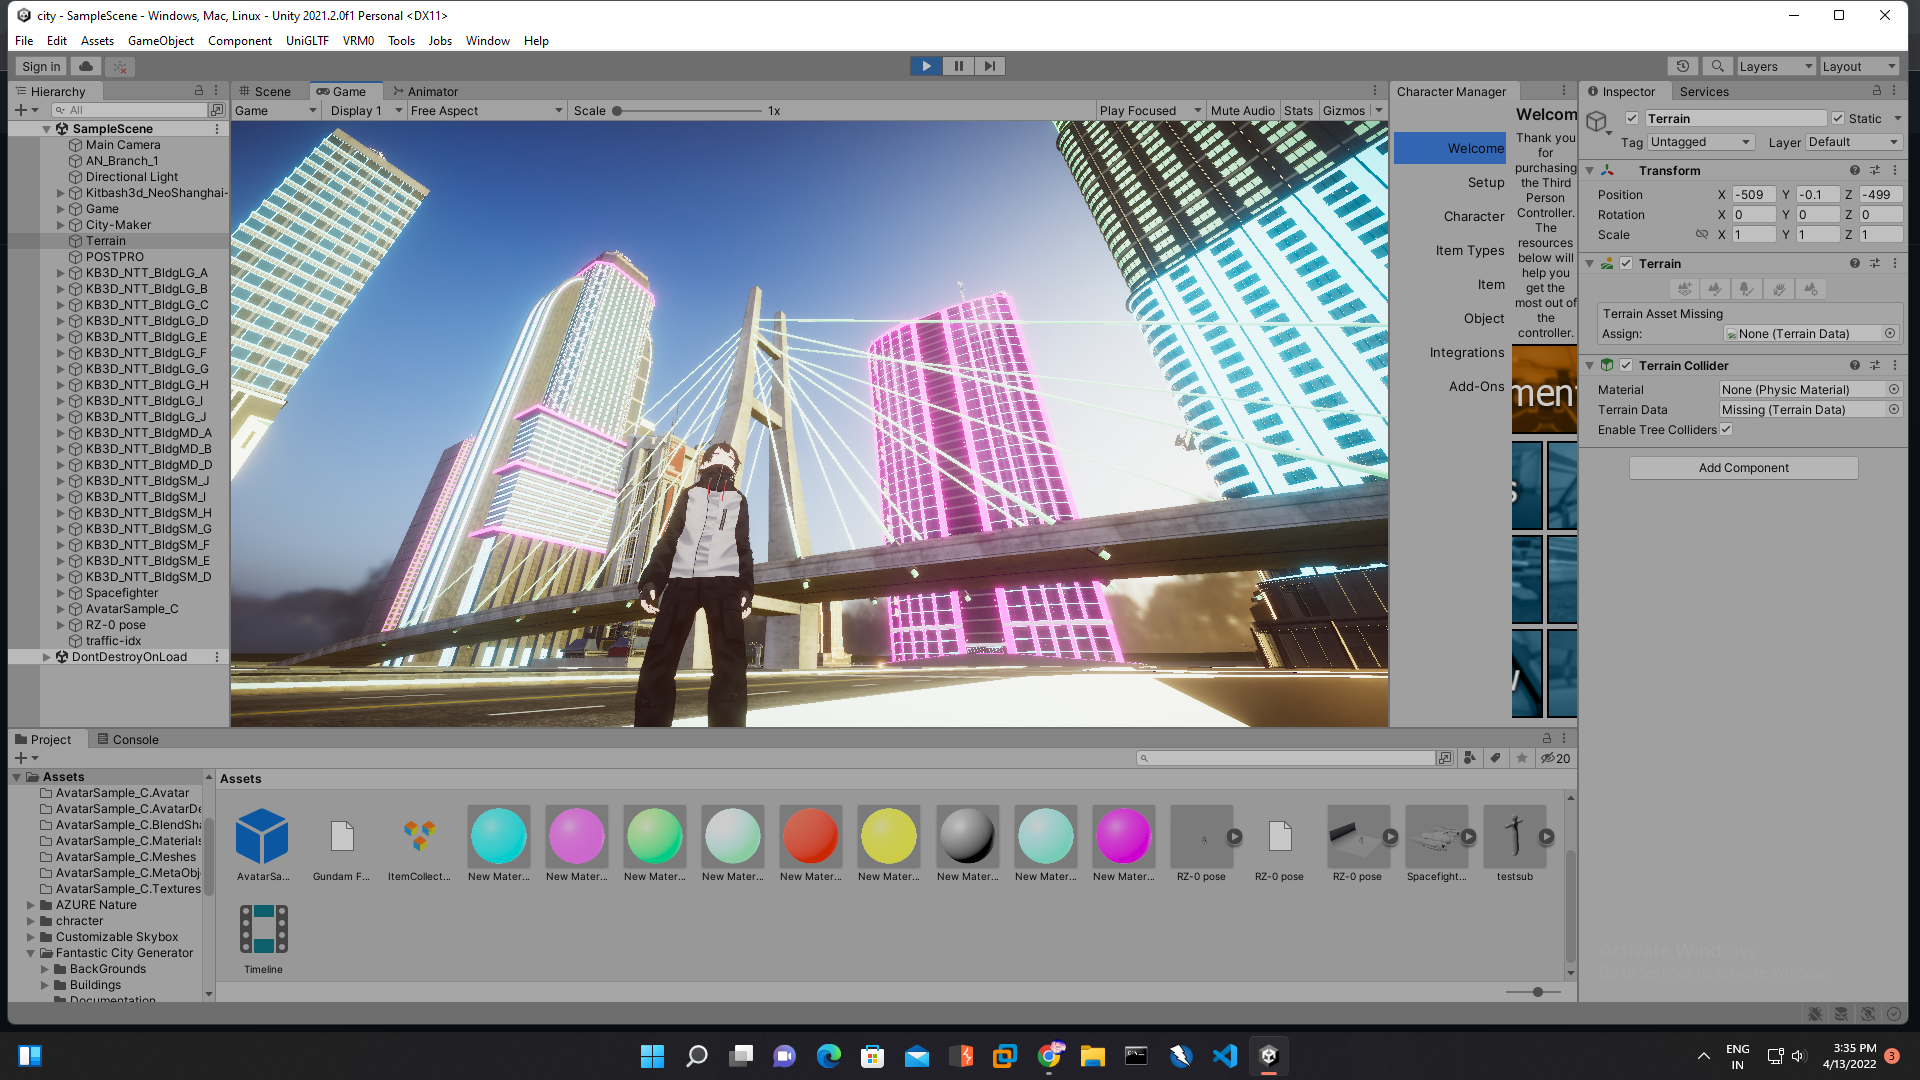 city - SampleScene - Windows, Mac, Linux - Unity 2021.2.0f1 Personal <DX11>
File Edit Assets GameObject Component UniGLTF VRM0 Tools Jobs Window Help
Sign in
Layers
Layout
Hierarchy
All
SampleScene
Main Camera
AN_Branch_1
Directional Light
Kitbash3d_NeoShanghai-
Game
City-Maker
Terrain
POSTPRO
KB3D_NTT_BldgLG_A
KB3D_NTT_BldgLG_B
KB3D_NTT_BldgLG_C
KB3D_NTT_BldgLG_D
KB3D_NTT_BldgLG_E
KB3D_NTT_BldgLG_F
KB3D_NTT_BldgLG_G
KB3D_NTT_BldgLG_H
KB3D_NTT_BldgLG_I
KB3D_NTT_BldgLG_J
KB3D_NTT_BldgMD_A
KB3D_NTT_BldgMD_B
KB3D_NTT_BldgMD_D
KB3D_NTT_BldgSM_J
KB3D_NTT_BldgSM_I
KB3D_NTT_BldgSM_H
KB3D_NTT_BldgSM_G
KB3D_NTT_BldgSM_F
KB3D_NTT_BldgSM_E
KB3D_NTT_BldgSM_D
Spacefighter
AvatarSample_C
RZ-0 pose
traffic-idx
DontDestroyOnLoad
Scene Game Animator
Game Display 1 Free Aspect Scale 1x Play Focused Mute Audio Stats Gizmos
Character Manager
Welcome
Setup
Character
Item Types
Item
Object
Integrations
Add-Ons
Welcom
Thank you
for
purchasing
the Third
Person
Controller.
The
resources
below will
help you
get the
most out of
the
controller.
ment
s
w
Inspector Services
Terrain Static
Tag Untagged Layer Default
Transform
Position X -509 Y -0.1 Z -499
Rotation X 0 Y 0 Z 0
Scale X 1 Y 1 Z 1
Terrain
Terrain Asset Missing
Assign: None (Terrain Data)
Terrain Collider
Material None (Physic Material)
Terrain Data Missing (Terrain Data)
Enable Tree Colliders
Add Component
Project Console
20
Assets
AvatarSample_C.Avatar
AvatarSample_C.AvatarDe
AvatarSample_C.BlendSha
AvatarSample_C.Materials
AvatarSample_C.Meshes
AvatarSample_C.MetaObj
AvatarSample_C.Textures
AZURE Nature
chracter
Customizable Skybox
Fantastic City Generator
BackGrounds
Buildings
Documentation
Assets
AvatarSa... Gundam F... ItemCollect... New Mater... New Mater... New Mater... New Mater... New Mater... New Mater... New Mater... New Mater... New Mater... RZ-0 pose RZ-0 pose RZ-0 pose Spacefight... testsub
Timeline
Activate Windows
ENG
IN
3:35 PM
4/13/2022
3